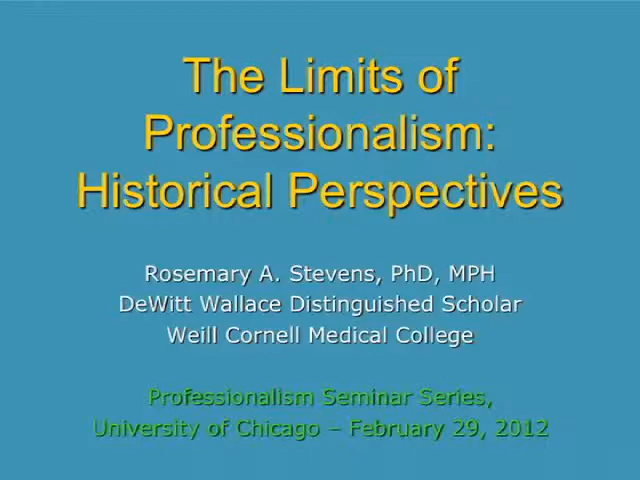 The Limits of
Professionalism:
Historical Perspectives
Rosemary A. Stevens, PhD, MPH
DeWitt Wallace Distinguished Scholar
Weill Cornell Medical College
Professionalism Seminar Series,
University of Chicago – February 29, 2012